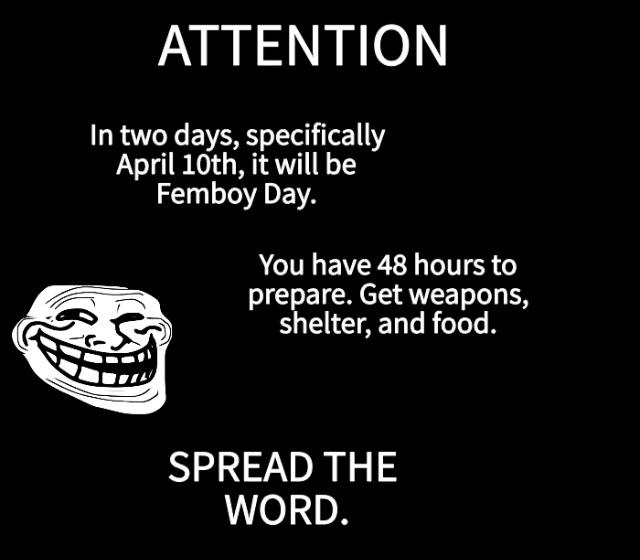 ATTENTION
In two days, specifically
April 10th, it will be
Femboy Day.
You have 48 hours to
prepare. Get weapons,
shelter, and food.
SPREAD THE
WORD.